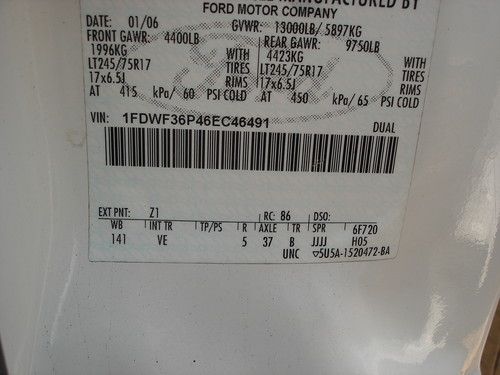 MANUFACTURED BY
FORD MOTOR COMPANY
DATE: 01/06 GVWR: 13000LB/ 5897KG
FRONT GAWR: 4400LB REAR GAWR: 9750LB
1996KG WITH 4423KG WITH
LT245/75R17 TIRES LT245/75R17 TIRES
17x6.5J RIMS 17x6.5J RIMS
AT 415 kPa/ 60 PSI COLD AT 450 kPa/ 65 PSI COLD
VIN: 1FDWF36P46EC46491 DUAL
EXT PNT: Z1 RC: 86 DSO:
WB INT TR TP/PS R AXLE TR SPR 6F720
141 VE 5 37 B JJJJ H05
UNC ▽5U5A-1520472-BA